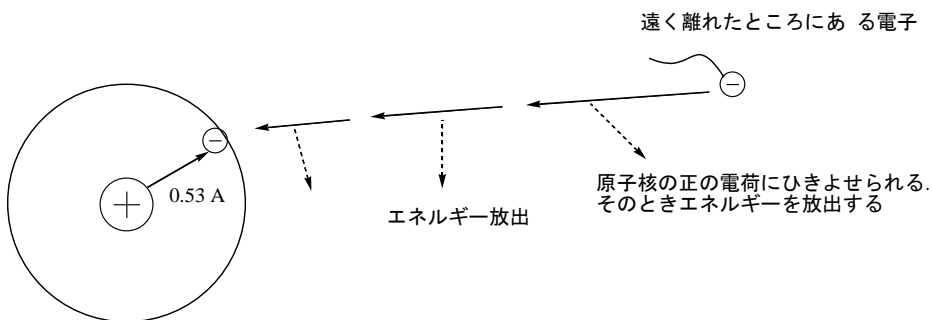 遠く離れたところにあ る電子
−
−
+
0.53 A
エネルギー放出
原子核の正の電荷にひきよせられる.
そのときエネルギーを放出する